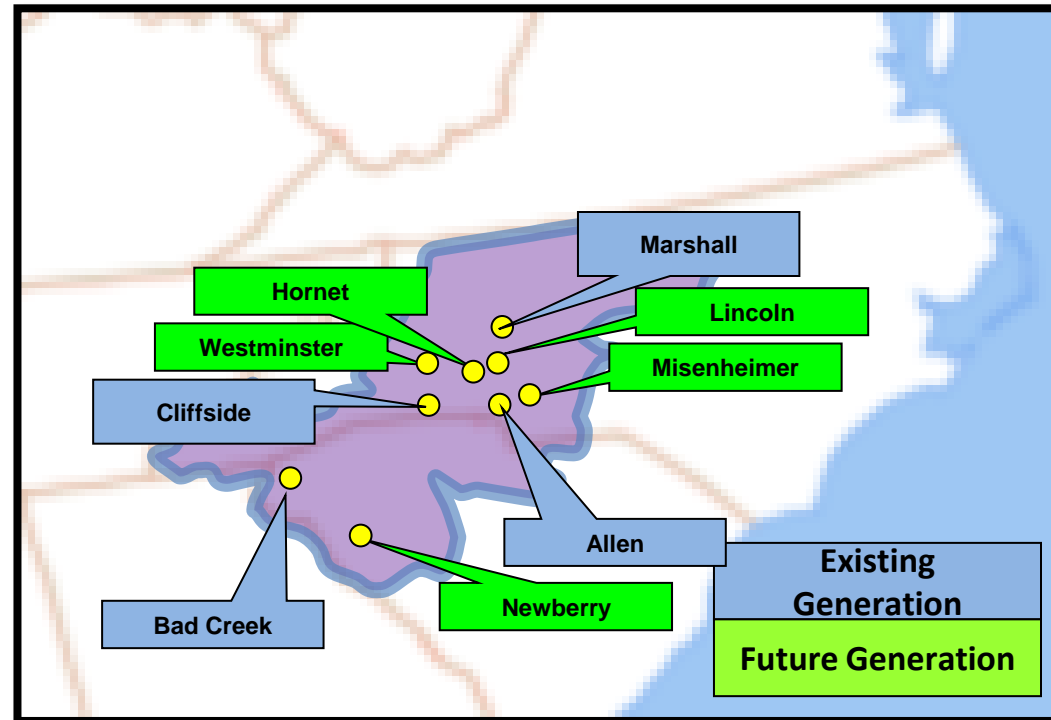 Marshall
Hornet
Lincoln
Westminster
Misenheimer
Cliffside
Allen
Existing
Generation
Newberry
Bad Creek
Future Generation